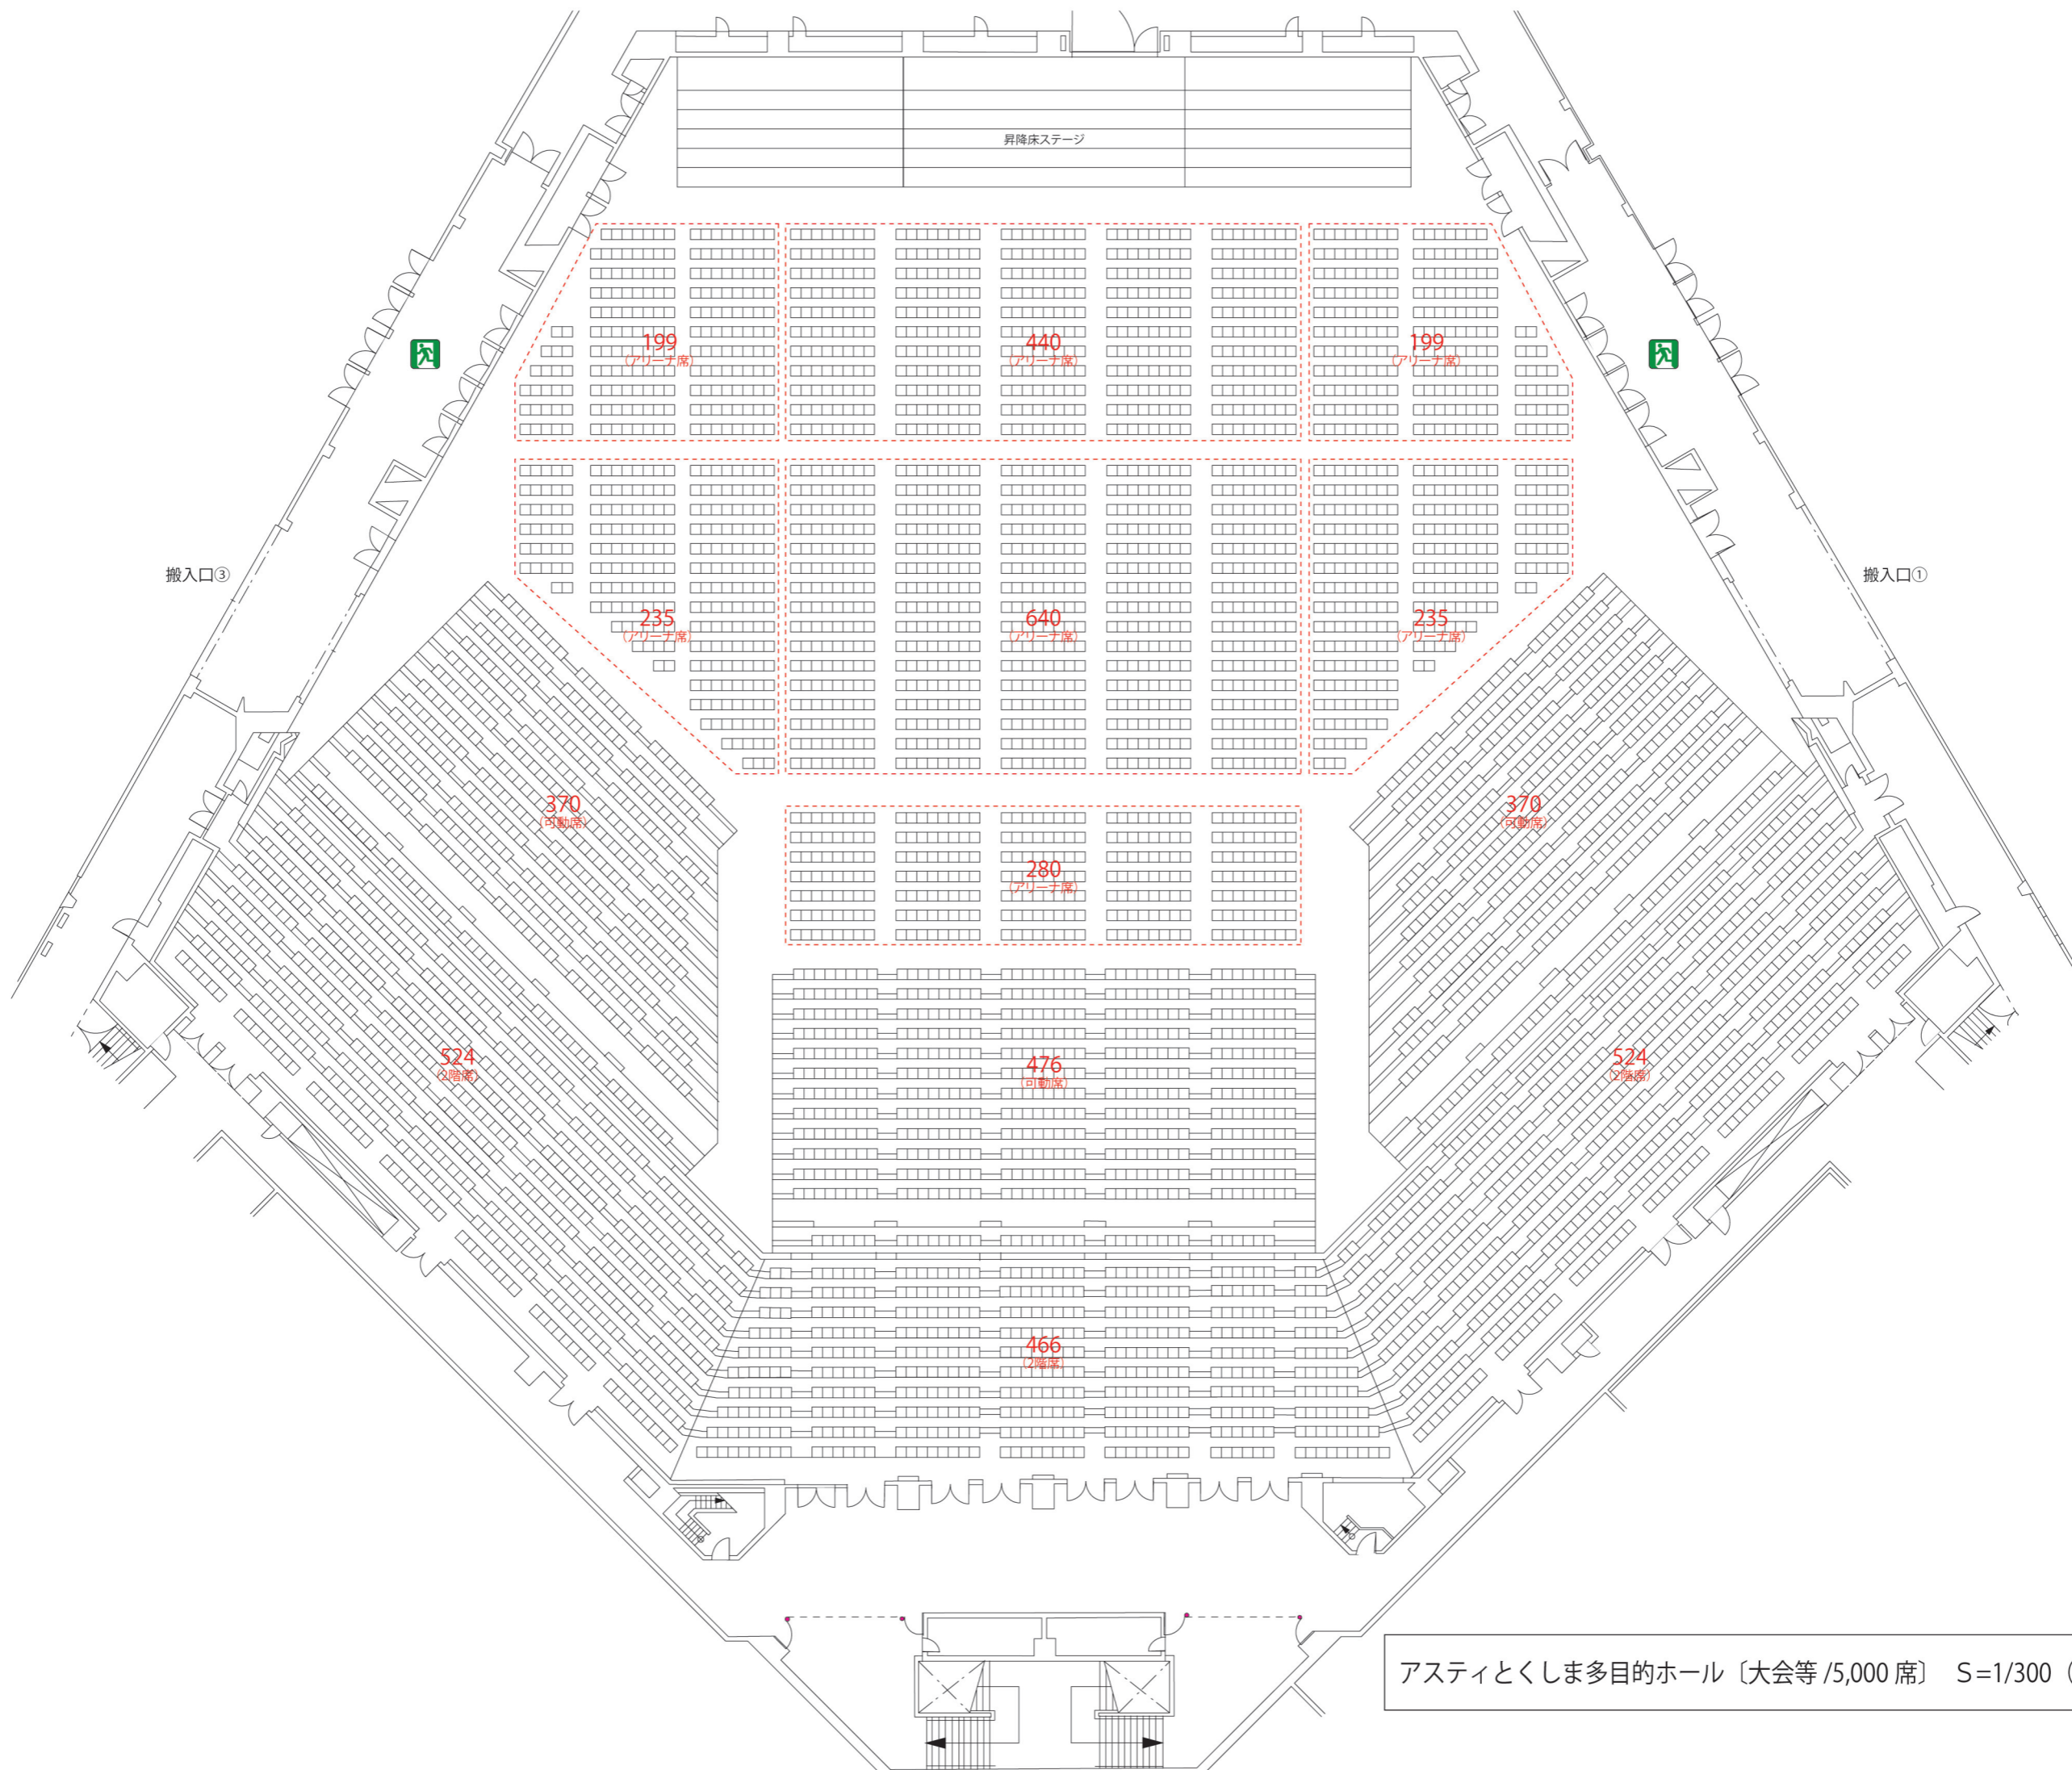 昇降床ステージ
199
(アリーナ席)
440
(アリーナ席)
199
(アリーナ席)
搬入口③
搬入口①
235
(アリーナ席)
640
(アリーナ席)
235
(アリーナ席)
370
(可動席)
370
(可動席)
280
(アリーナ席)
524
(2階席)
476
(可動席)
524
(2階席)
466
(2階席)
アスティとくしま多目的ホール〔大会等 /5,000 席〕 S=1/300(